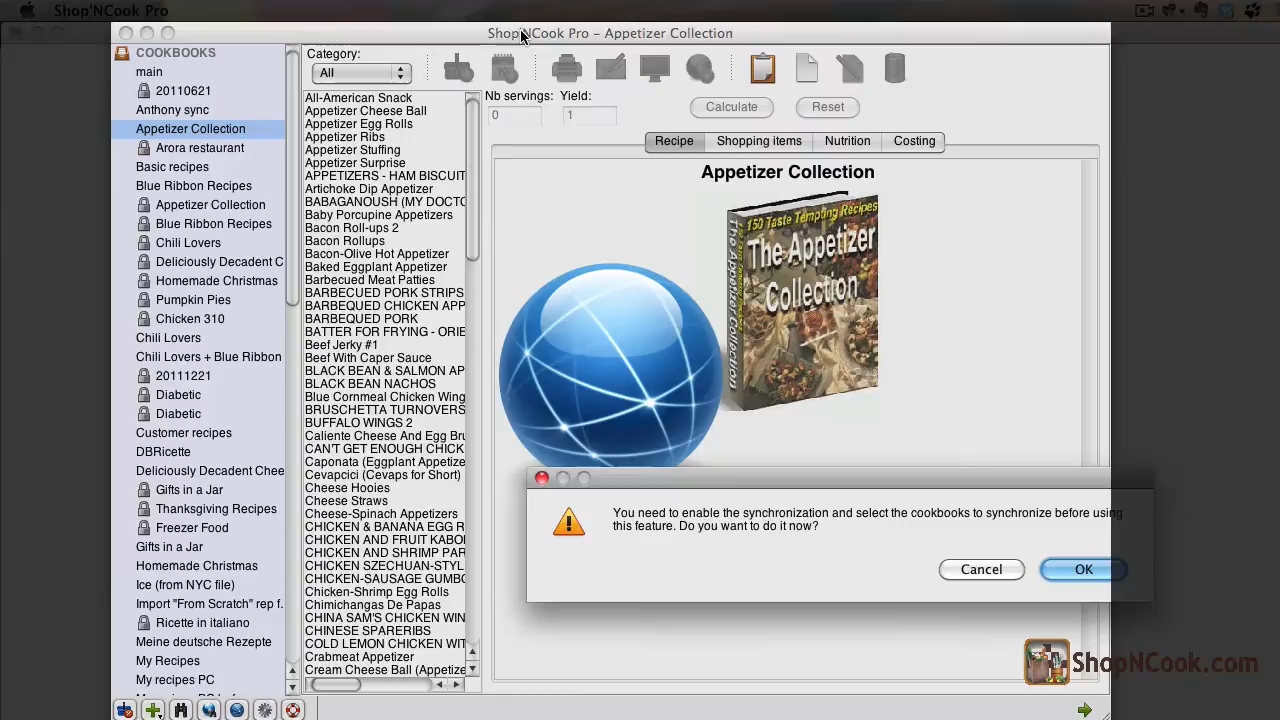 Shop'NCook Pro
Shop'NCook Pro – Appetizer Collection
COOKBOOKS
main
20110621
Anthony sync
Appetizer Collection
Arora restaurant
Basic recipes
Blue Ribbon Recipes
Appetizer Collection
Blue Ribbon Recipes
Chili Lovers
Deliciously Decadent C
Homemade Christmas
Pumpkin Pies
Chicken 310
Chili Lovers
Chili Lovers + Blue Ribbon
20111221
Diabetic
Diabetic
Customer recipes
DBRicette
Deliciously Decadent Chee
Gifts in a Jar
Thanksgiving Recipes
Freezer Food
Gifts in a Jar
Homemade Christmas
Ice (from NYC file)
Import "From Scratch" rep f.
Ricette in italiano
Meine deutsche Rezepte
My Recipes
My recipes PC
Category:
All
All-American Snack
Appetizer Cheese Ball
Appetizer Egg Rolls
Appetizer Ribs
Appetizer Stuffing
Appetizer Surprise
APPETIZERS - HAM BISCUIT
Artichoke Dip Appetizer
BABAGANOUSH (MY DOCTO
Baby Porcupine Appetizers
Bacon Roll-ups 2
Bacon Rollups
Bacon-Olive Hot Appetizer
Baked Eggplant Appetizer
Barbecued Meat Patties
BARBECUED PORK STRIPS
BARBEQUED CHICKEN APP
BARBEQUED PORK
BATTER FOR FRYING - ORIE
Beef Jerky #1
Beef With Caper Sauce
BLACK BEAN & SALMON AP
BLACK BEAN NACHOS
Blue Cornmeal Chicken Wing
BRUSCHETTA TURNOVERS
BUFFALO WINGS 2
Caliente Cheese And Egg Bru
CAN'T GET ENOUGH CHICK
Caponata (Eggplant Appetize
Cevapcici (Cevaps for Short)
Cheese Hooies
Cheese Straws
Cheese-Spinach Appetizers
CHICKEN & BANANA EGG R
CHICKEN AND FRUIT KABO
CHICKEN AND SHRIMP PAR
CHICKEN SZECHUAN-STYL
CHICKEN-SAUSAGE GUMBO
Chicken-Shrimp Egg Rolls
Chimichangas De Papas
CHINA SAM'S CHICKEN WIN
CHINESE SPARERIBS
COLD LEMON CHICKEN WIT
Crabmeat Appetizer
Cream Cheese Ball (Appetize
Nb servings: Yield:
0 1
Calculate Reset
Recipe Shopping items Nutrition Costing
Appetizer Collection
150 Taste Tempting Recipes
The Appetizer
Collection
The Appetizer Collection
You need to enable the synchronization and select the cookbooks to synchronize before using
this feature. Do you want to do it now?
Cancel OK
ShopNCook.com